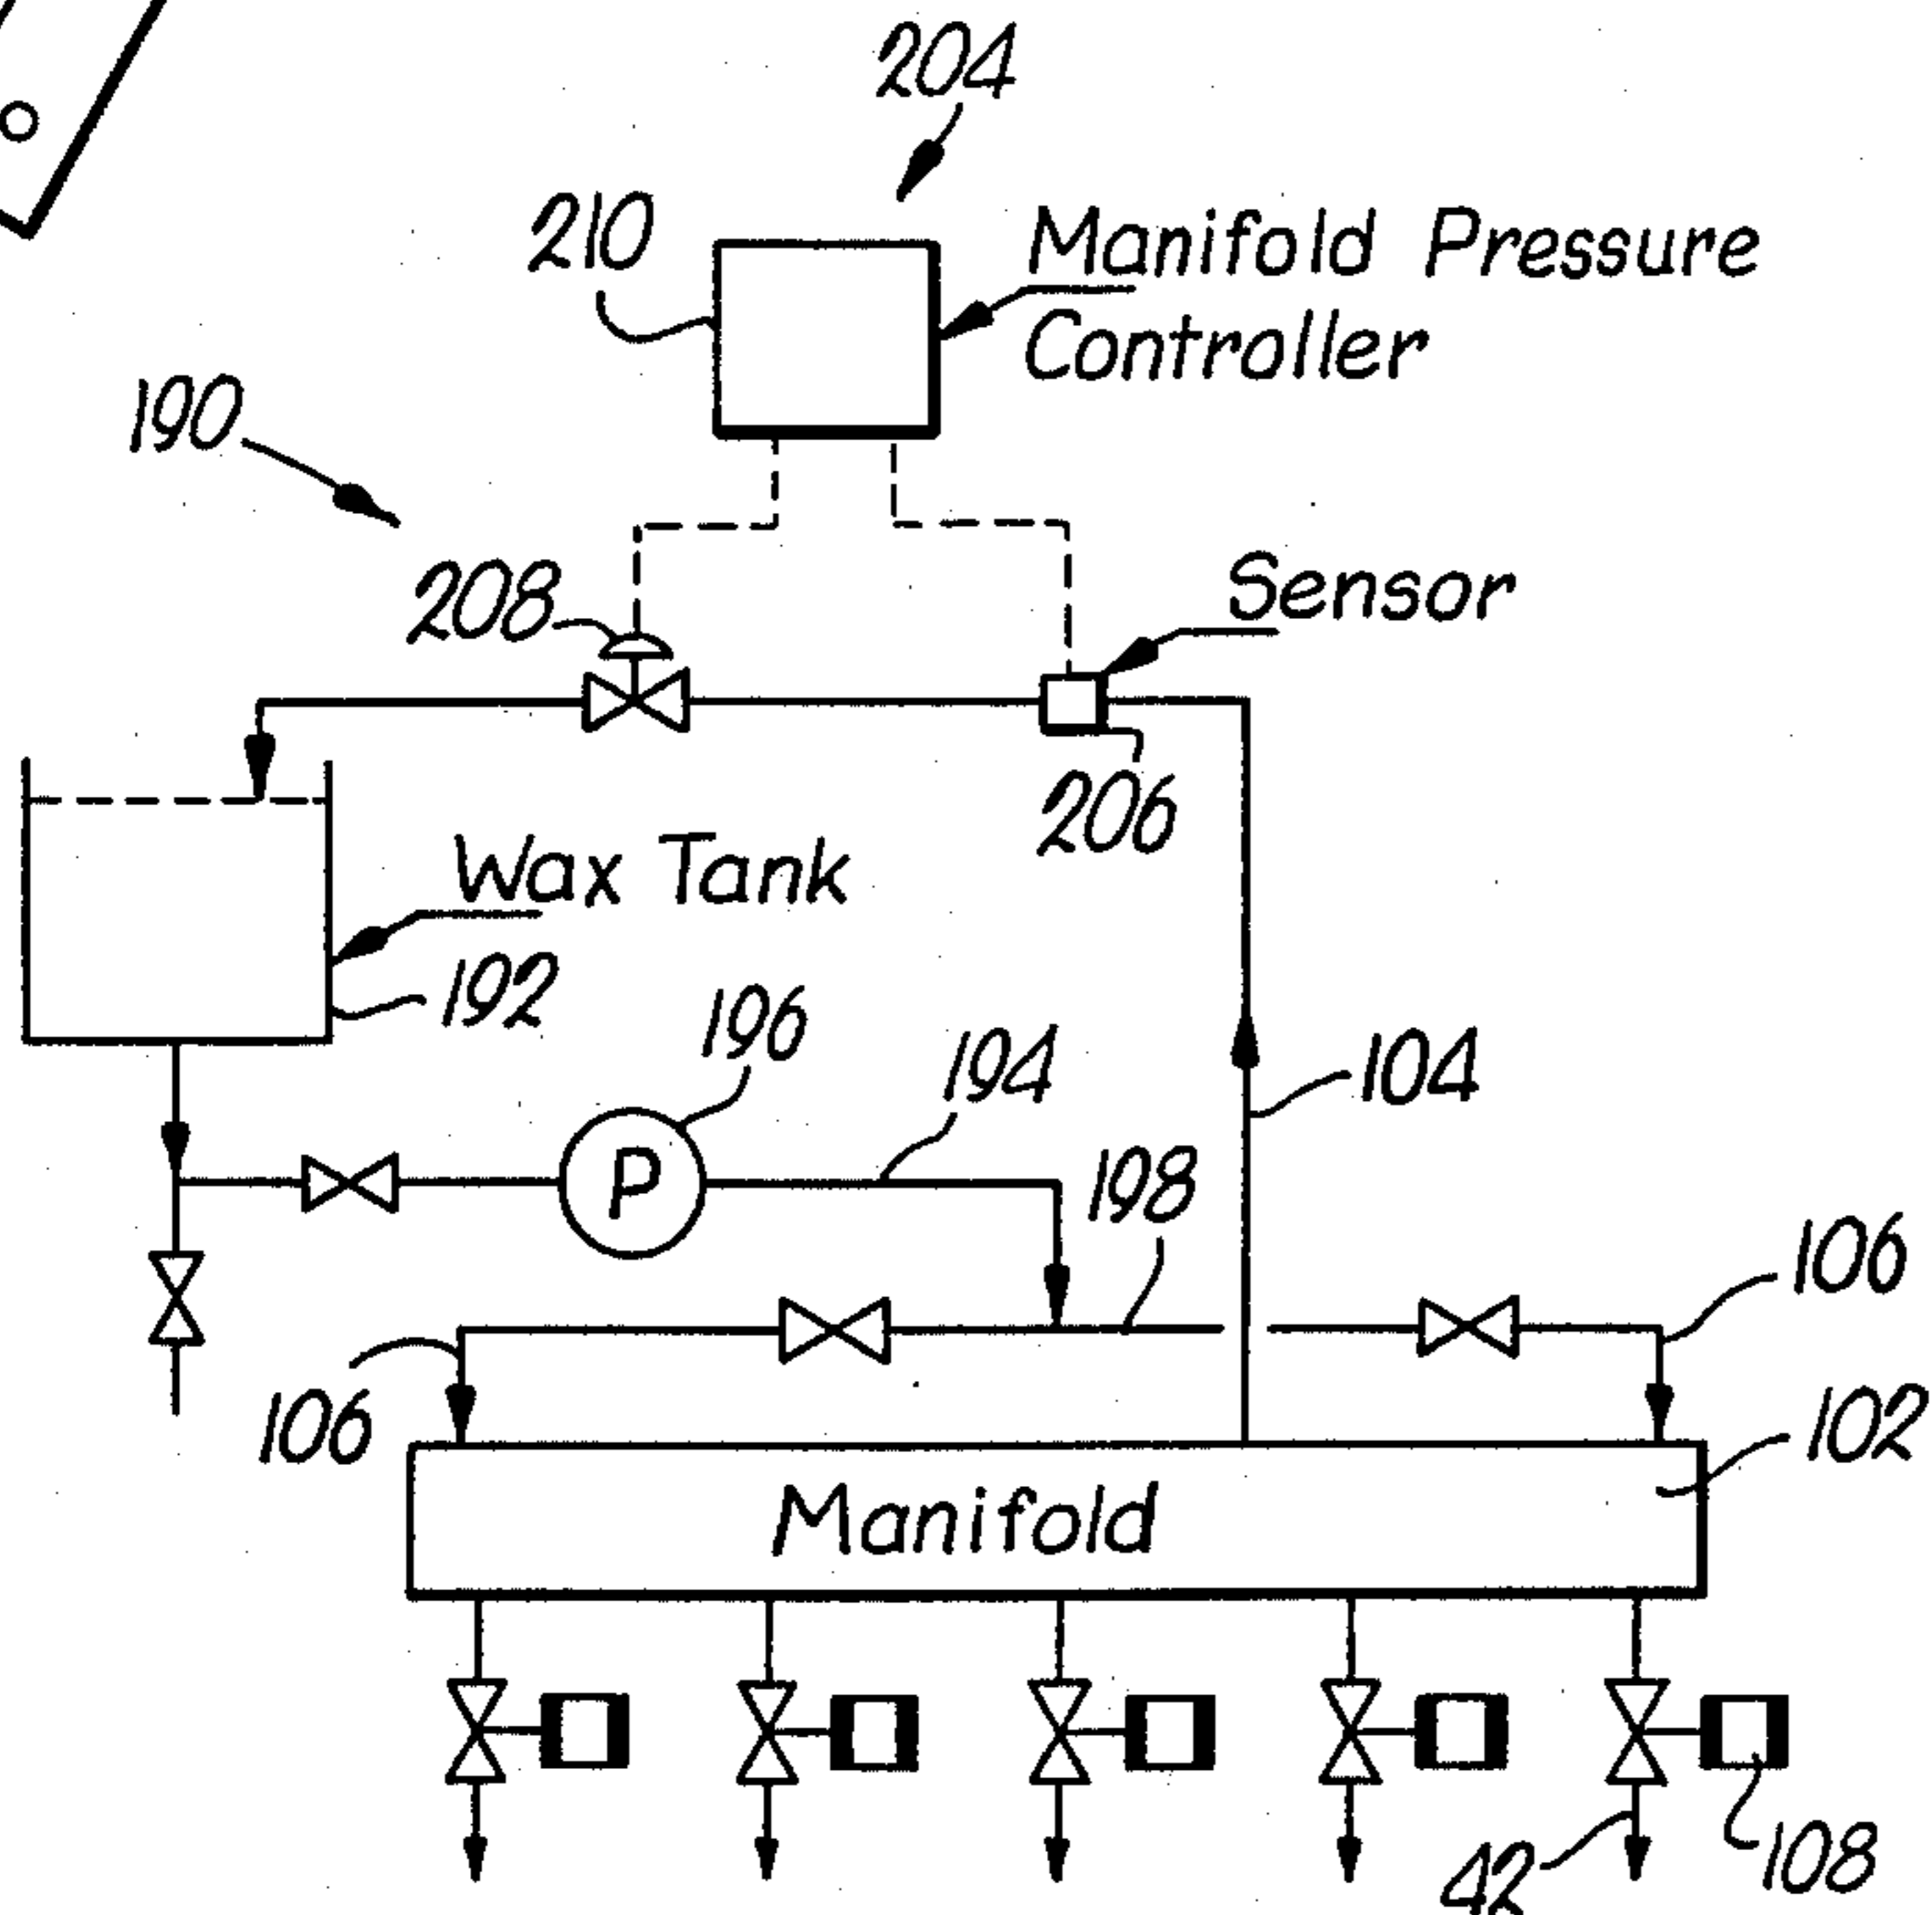 204
210
Manifold Pressure
Controller
190
208
Sensor
206
Wax Tank
192
196
194
104
198
106
106
102
Manifold
P
42
108